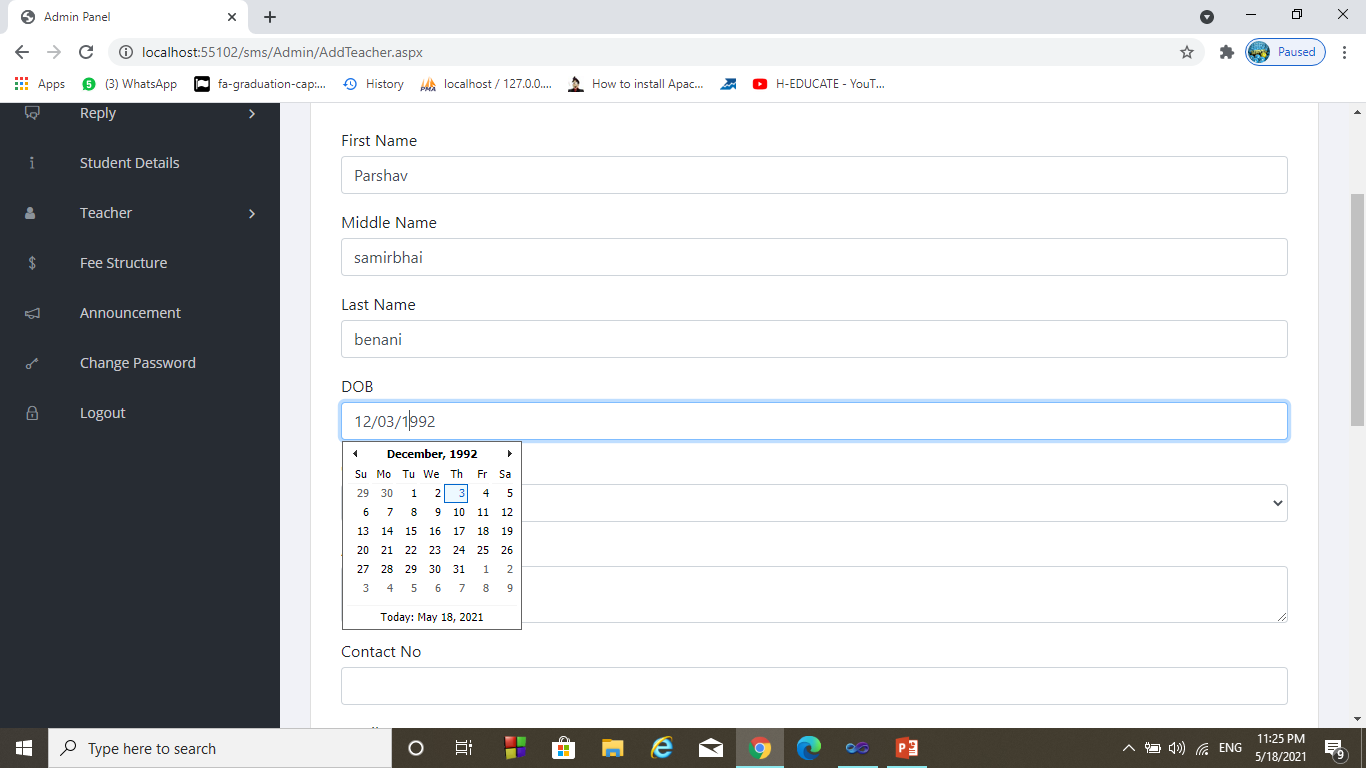 Admin Panel
localhost:55102/sms/Admin/AddTeacher.aspx
Paused
Apps
5 (3) WhatsApp
fa-graduation-cap:...
History
PMA localhost / 127.0.0....
How to install Apac...
H-EDUCATE - YouT...
Reply
Student Details
Teacher
$ Fee Structure
Announcement
Change Password
Logout
First Name
Parshav
Middle Name
samirbhai
Last Name
benani
DOB
12/03/1992
December, 1992
Su Mo Tu We Th Fr Sa
29 30 1 2 3 4 5
6 7 8 9 10 11 12
13 14 15 16 17 18 19
20 21 22 23 24 25 26
27 28 29 30 31 1 2
3 4 5 6 7 8 9
Today: May 18, 2021
Contact No
Type here to search
ENG
11:25 PM
5/18/2021
9